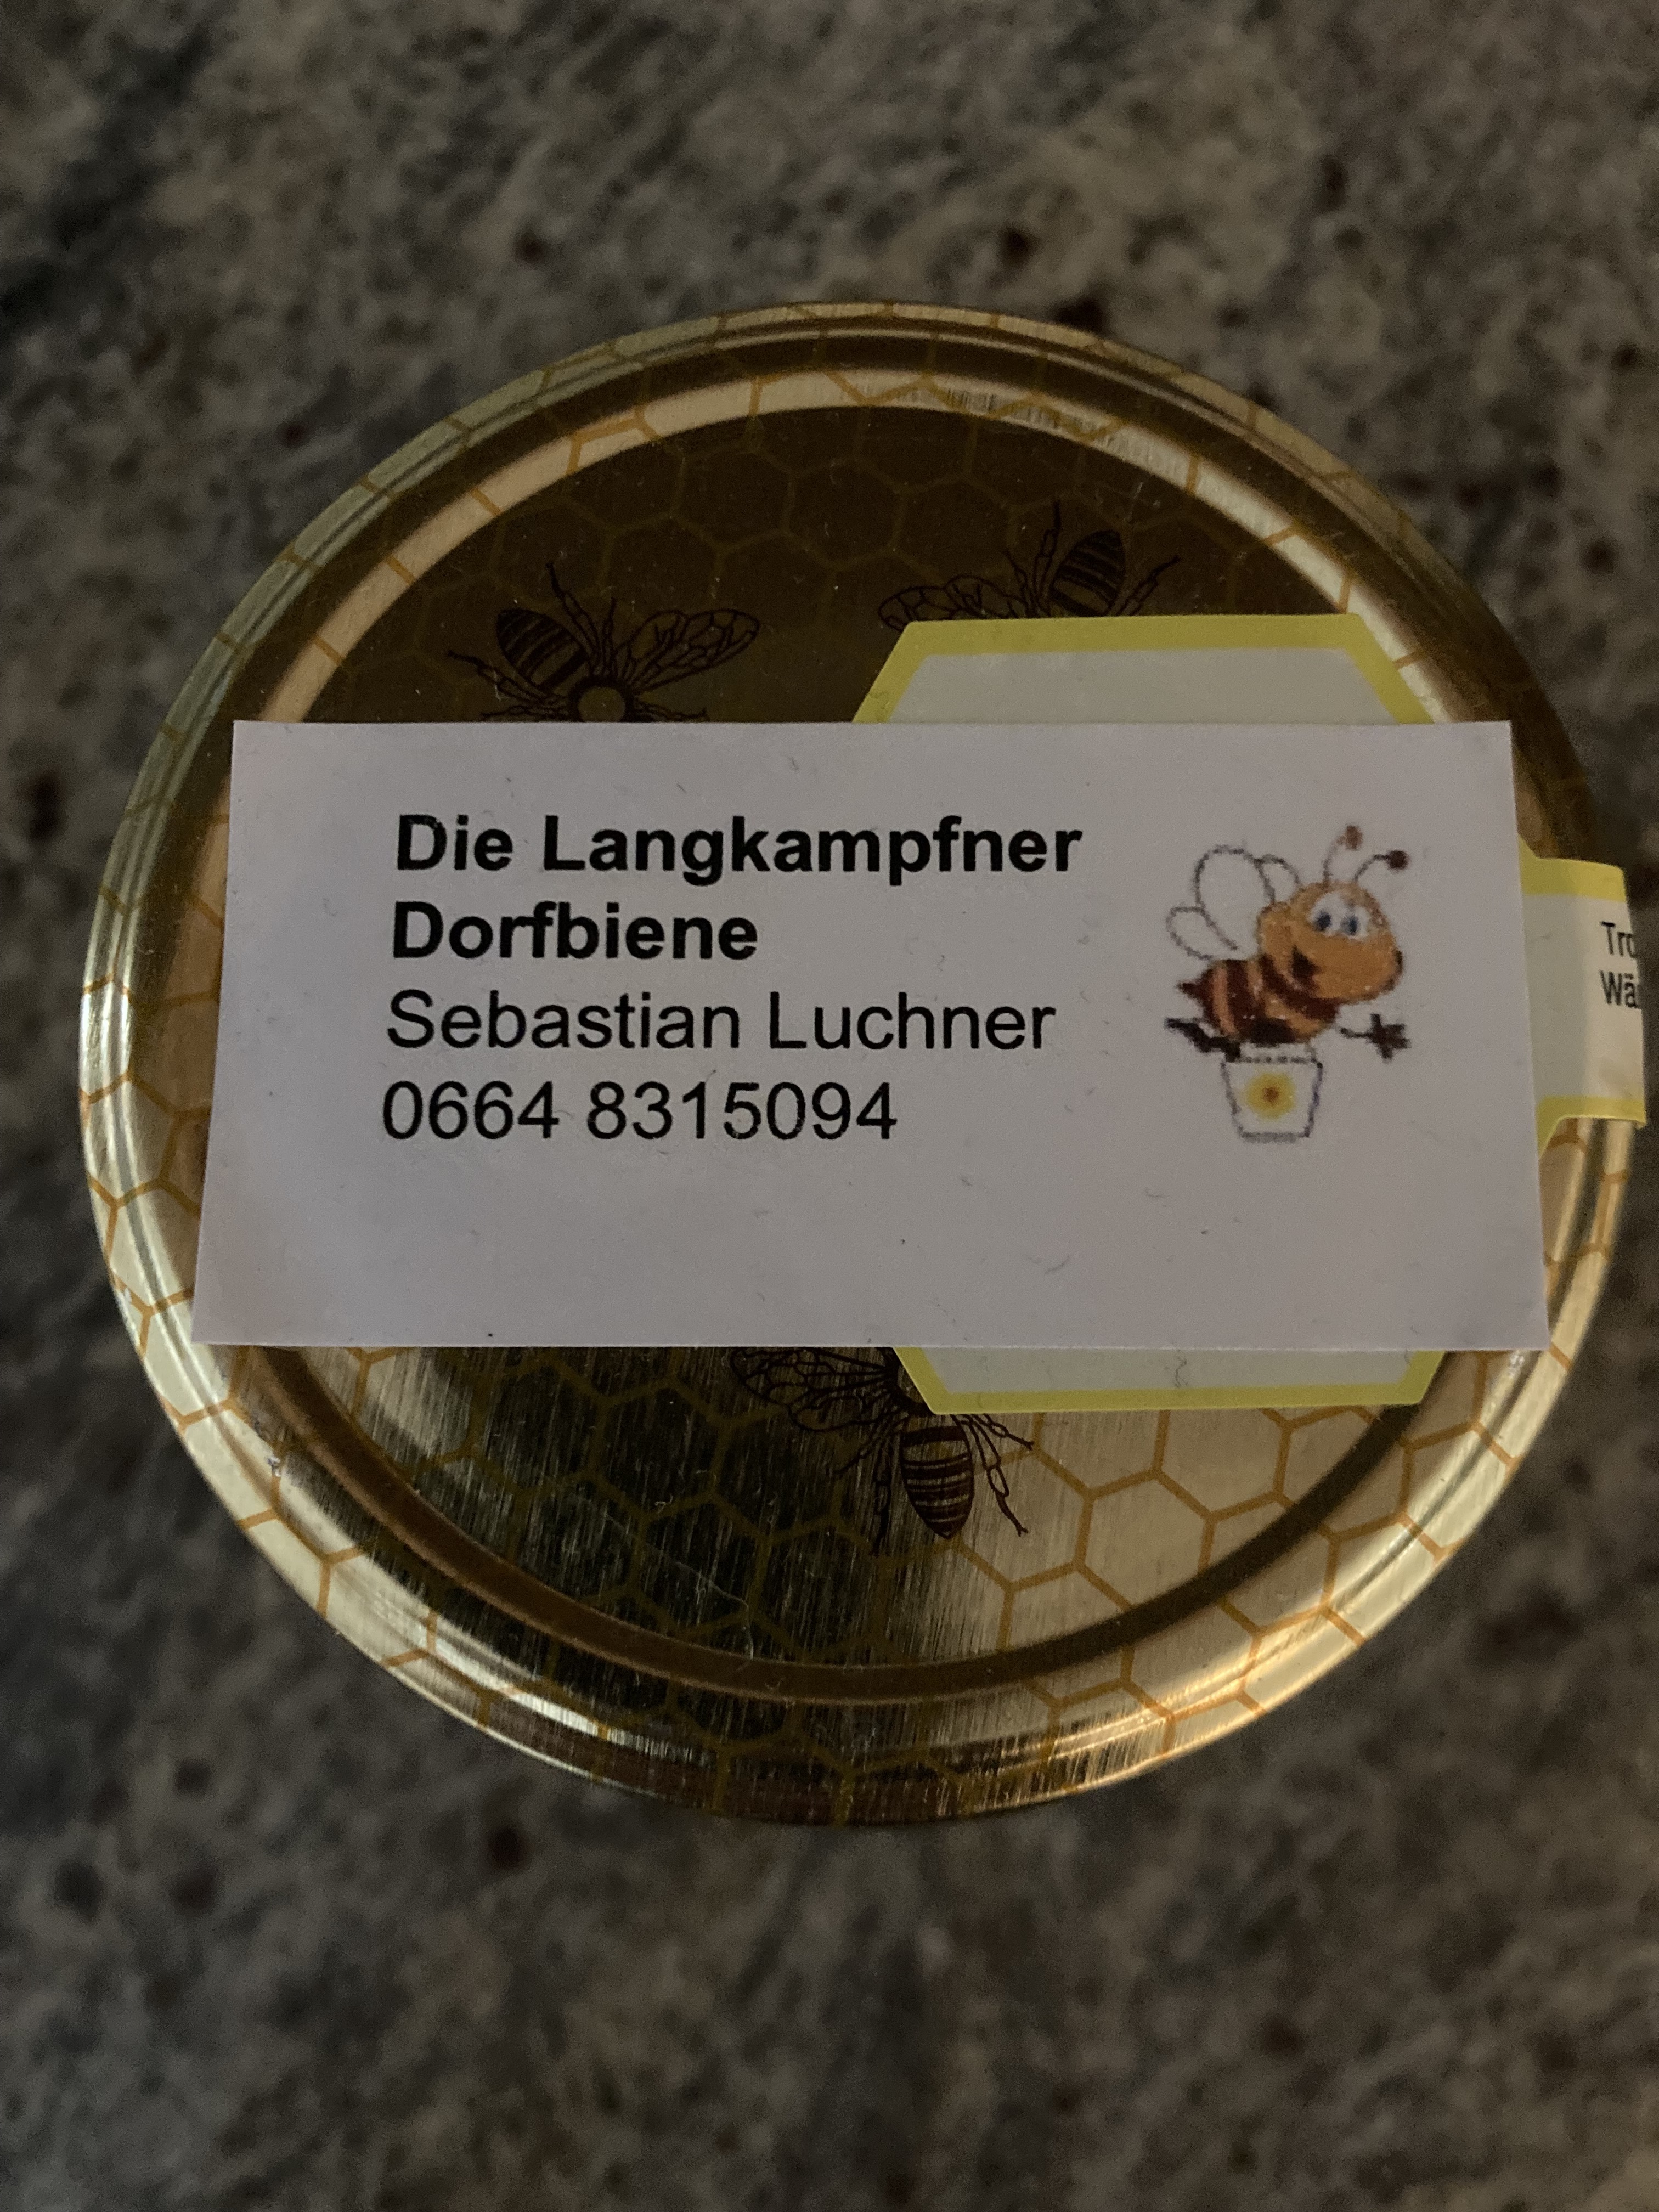 Die Langkampfner
Dorfbiene
Sebastian Luchner
0664 8315094